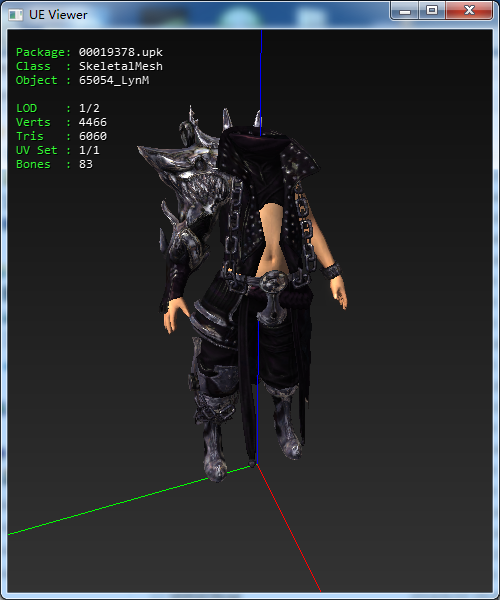 UE Viewer
Package: 00019378.upk
Class : SkeletalMesh
Object : 65054_LynM
LOD : 1/2
Verts : 4466
Tris : 6060
UV Set : 1/1
Bones : 83